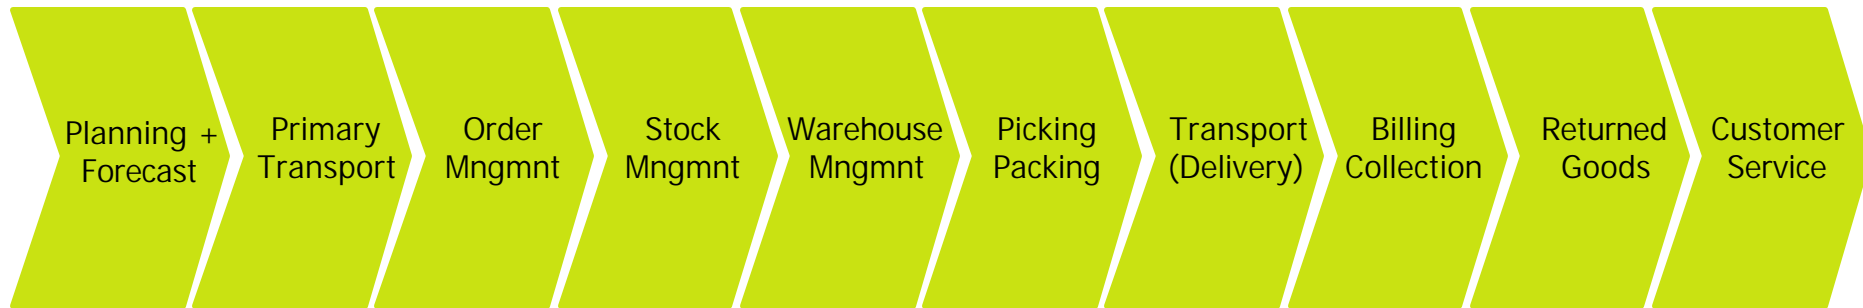 Planning +
Forecast
Primary
Transport
Order
Mngmnt
Stock
Mngmnt
Warehouse
Mngmnt
Picking
Packing
Transport
(Delivery)
Billing
Collection
Returned
Goods
Customer
Service